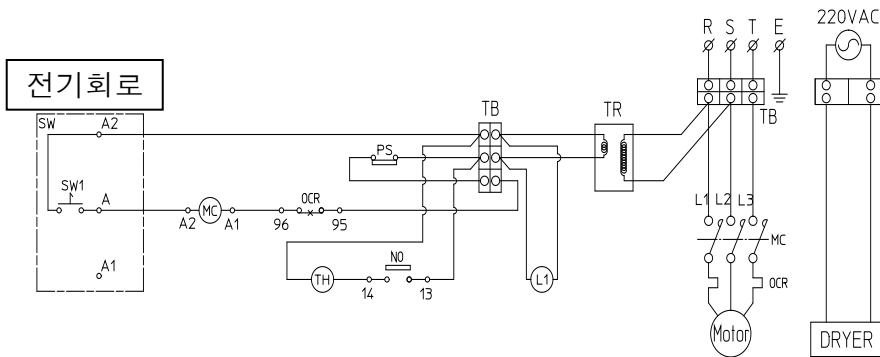 220VAC
R S T E
전기회로
TB TR
SW A2 TB
PS
SW1
A OCR L1 L2 L3
MC
A2 A1 96 95 MC
A1 NO
TH L1 OCR
14 13
Motor DRYER